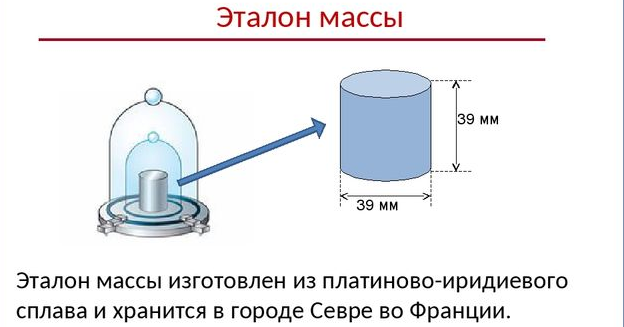 Эталон массы
39 мм
39 мм
Эталон массы изготовлен из платиново-иридиевого
сплава и хранится в городе Севре во Франции.